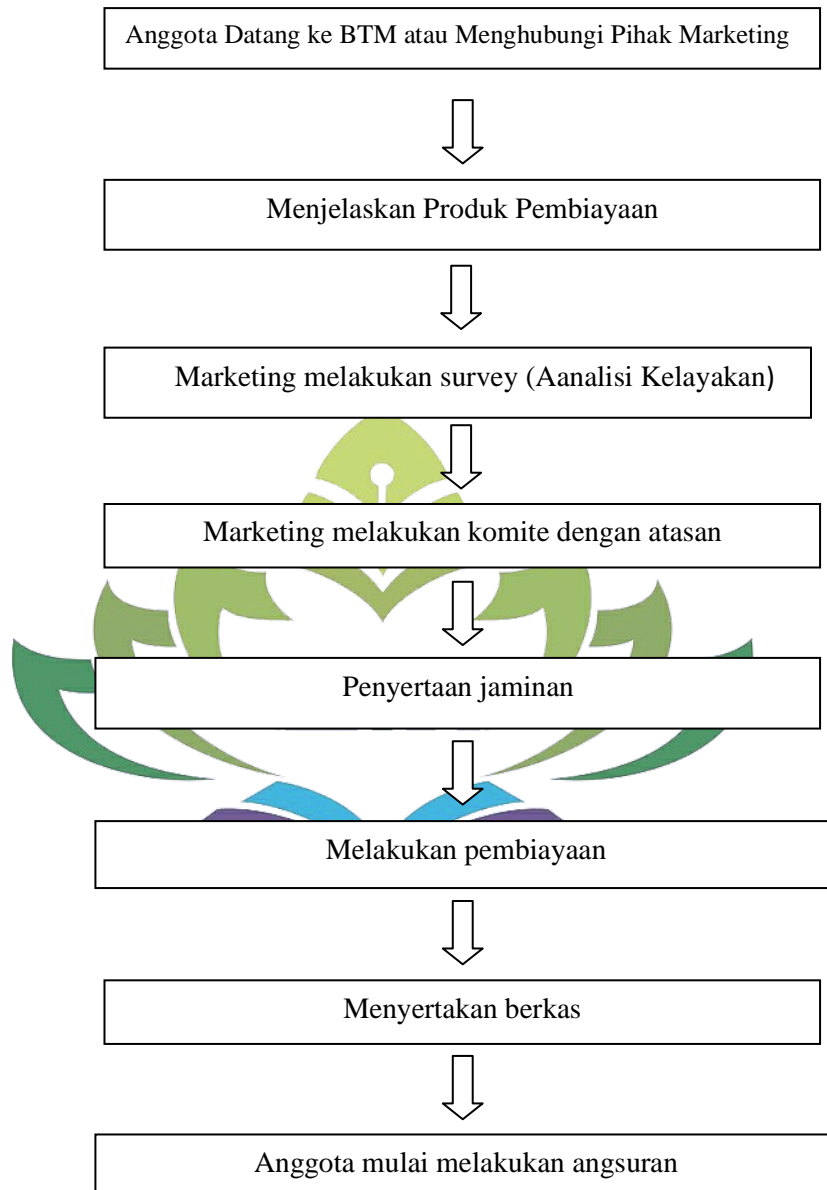 Anggota Datang ke BTM atau Menghubungi Pihak Marketing
Menjelaskan Produk Pembiayaan
Marketing melakukan survey (Aanalisi Kelayakan)
Marketing melakukan komite dengan atasan
Penyertaan jaminan
Melakukan pembiayaan
Menyertakan berkas
Anggota mulai melakukan angsuran